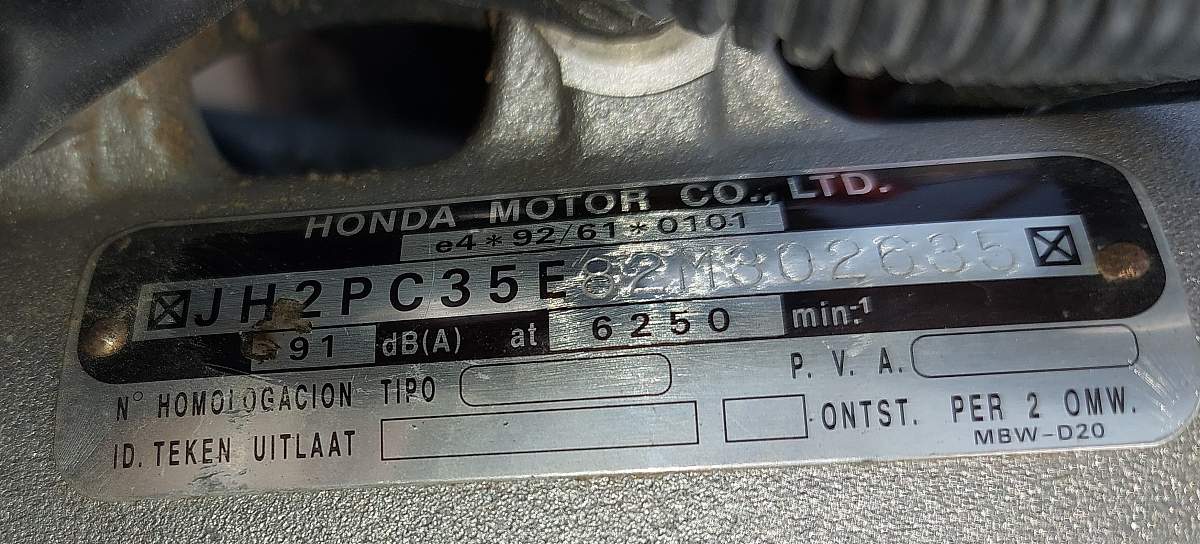 HONDA MOTOR CO., LTD.
e4*92/61*0101
JH2PC35E82M302635
91 dB(A) at 6250 min.-1
N° HOMOLOGACION TIPO P. V. A.
ID. TEKEN UITLAAT ONTST. PER 2 OMW.
MBW-D20